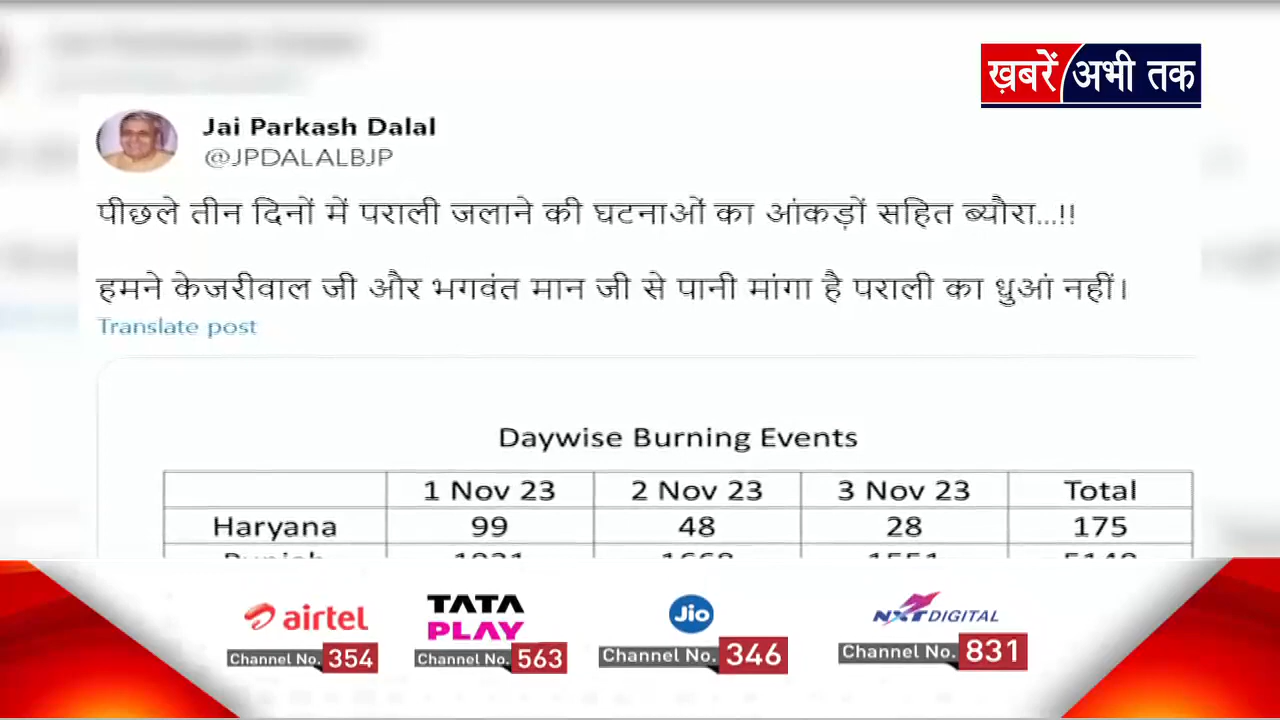 ख़बरें अभी तक
Jai Parkash Dalal
@JPDALALBJP
पीछले तीन दिनों में पराली जलाने की घटनाओं का आंकड़ों सहित ब्यौरा...!!
हमने केजरीवाल जी और भगवंत मान जी से पानी मांगा है पराली का धुआं नहीं।
Translate post
Daywise Burning Events
1 Nov 23 2 Nov 23 3 Nov 23 Total
Haryana 99 48 28 175
airtel TATA PLAY Jio NXT DIGITAL
Channel No. 354 Channel No. 563 Channel No. 346 Channel No. 831